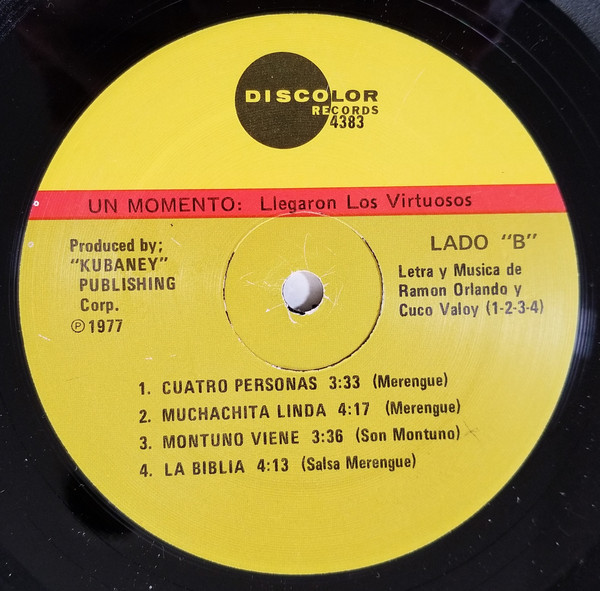 DISCOLOR
RECORDS
4383
UN MOMENTO: Llegaron Los Virtuosos
Produced by;
"KUBANEY"
PUBLISHING
Corp.
℗ 1977
LADO "B"
Letra y Musica de
Ramon Orlando y
Cuco Valoy (1-2-3-4)
1. CUATRO PERSONAS 3:33 (Merengue)
2. MUCHACHITA LINDA 4:17 (Merengue)
3. MONTUNO VIENE 3:36 (Son Montuno)
4. LA BIBLIA 4:13 (Salsa Merengue)